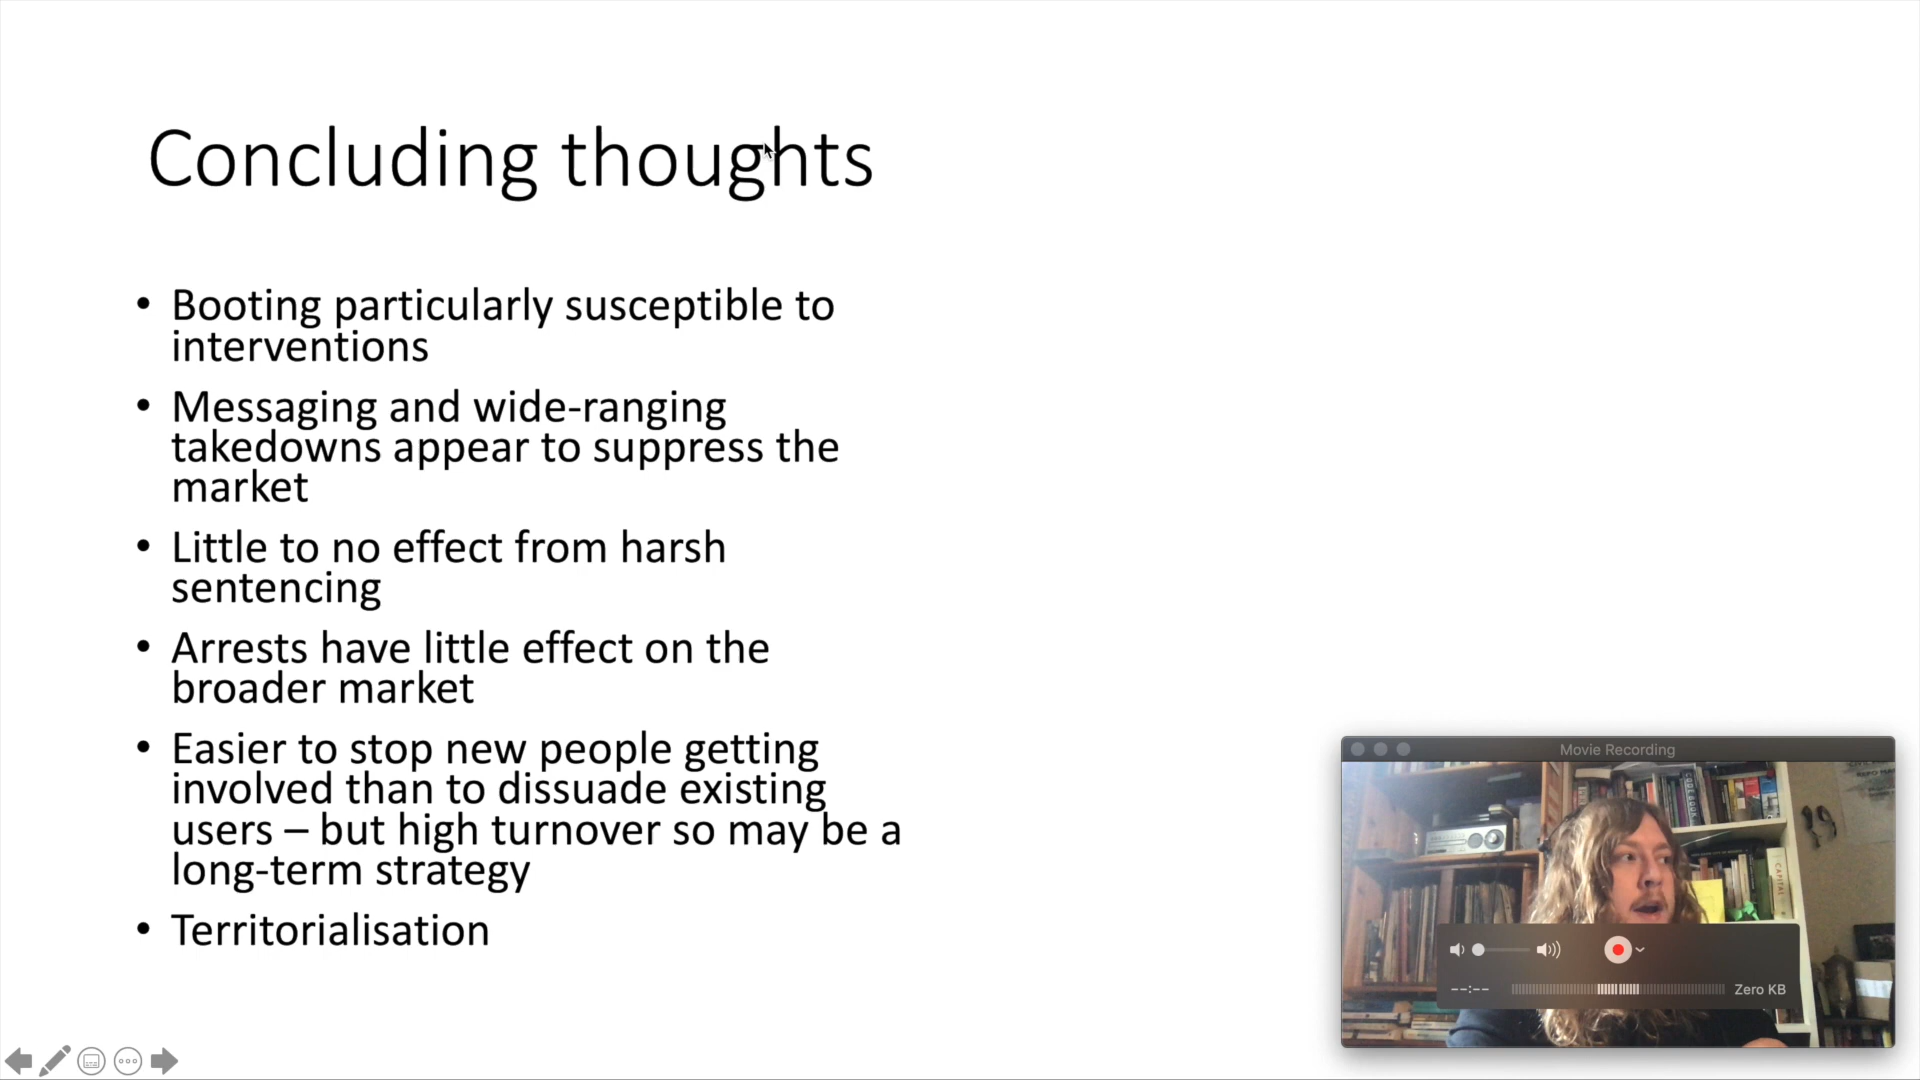 Concluding thoughts
• Booting particularly susceptible to
interventions
• Messaging and wide-ranging
takedowns appear to suppress the
market
• Little to no effect from harsh
sentencing
• Arrests have little effect on the
broader market
• Easier to stop new people getting
involved than to dissuade existing
users – but high turnover so may be a
long-term strategy
• Territorialisation
Movie Recording
CAPITAL
--:--
Zero KB